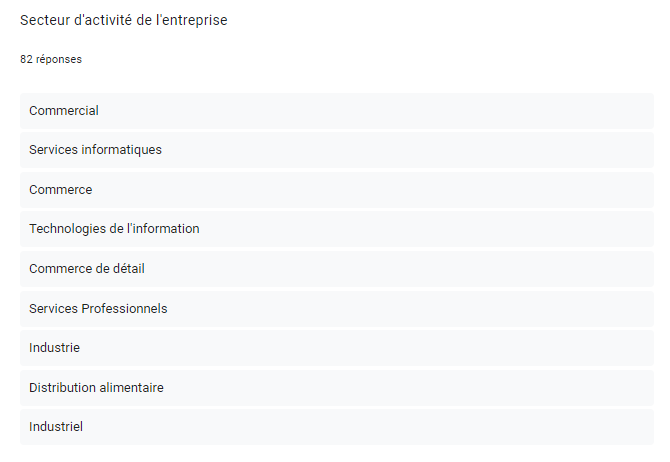 Secteur d'activité de l'entreprise
82 réponses
Commercial
Services informatiques
Commerce
Technologies de l'information
Commerce de détail
Services Professionnels
Industrie
Distribution alimentaire
Industriel